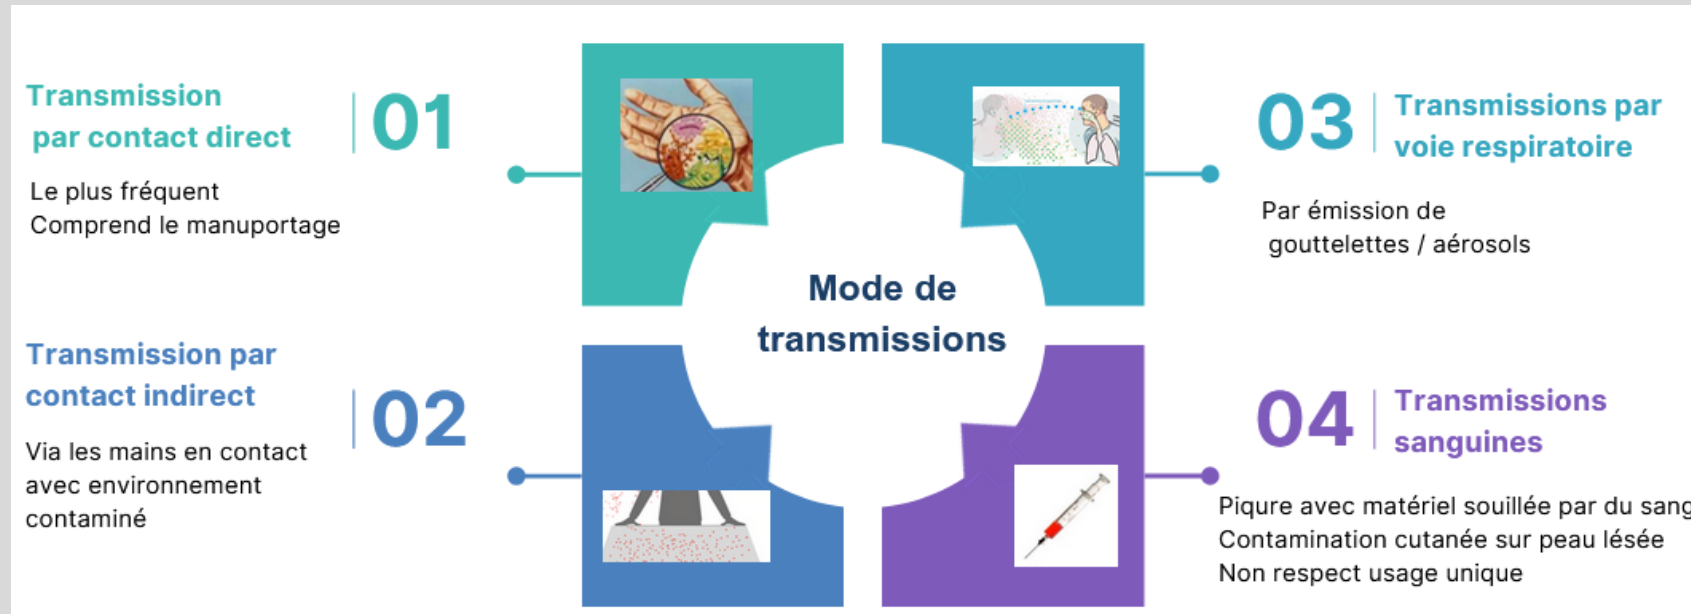 Transmission
par contact direct
01
Le plus fréquent
Comprend le manuportage
Transmission par
contact indirect
02
Via les mains en contact
avec environnement
contaminé
Mode de
transmissions
03
Transmissions par
voie respiratoire
Par émission de
gouttelettes / aérosols
04
Transmissions
sanguines
Piqure avec matériel souillée par du sang
Contamination cutanée sur peau lésée
Non respect usage unique